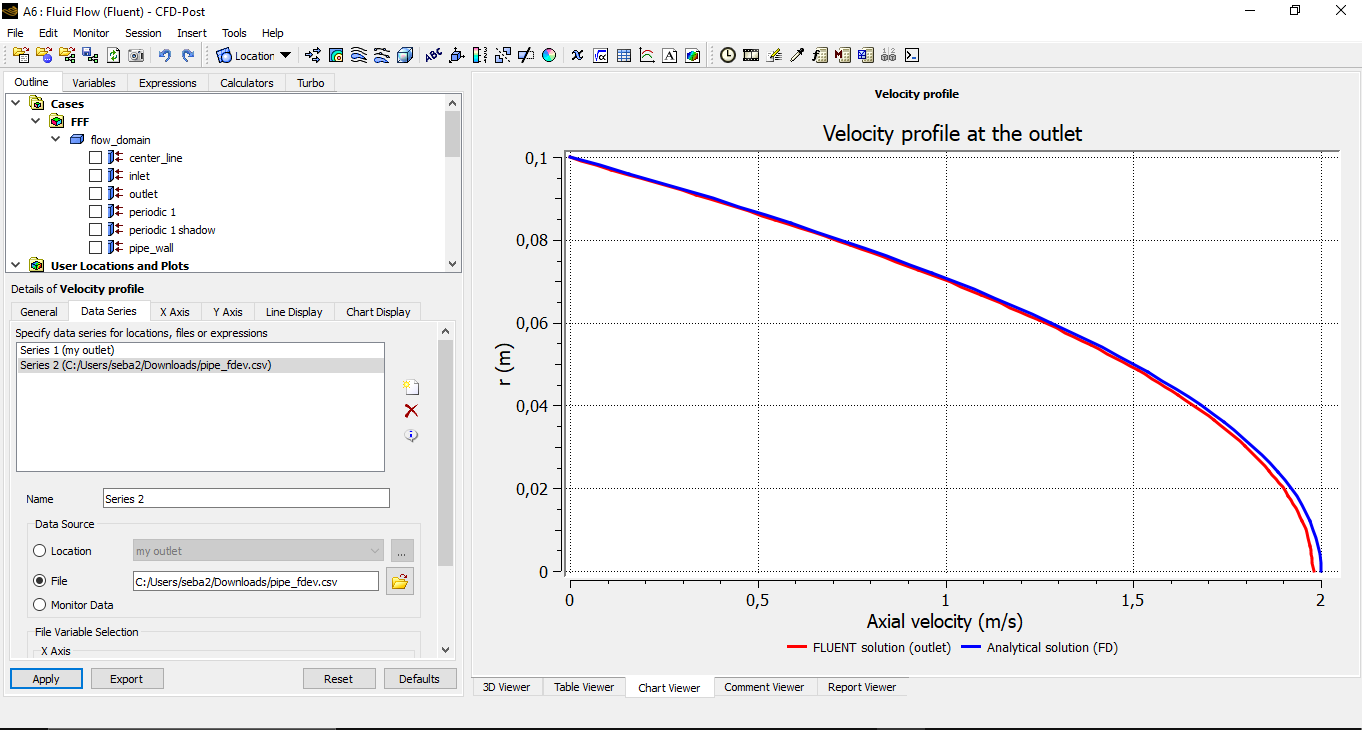 A6 : Fluid Flow (Fluent) - CFD-Post
File Edit Monitor Session Insert Tools Help
Location
Outline Variables Expressions Calculators Turbo
Cases
FFF
flow_domain
center_line
inlet
outlet
periodic 1
periodic 1 shadow
pipe_wall
User Locations and Plots
Details of Velocity profile
General Data Series X Axis Y Axis Line Display Chart Display
Specify data series for locations, files or expressions
Series 1 (my outlet)
Series 2 (C:/Users/seba2/Downloads/pipe_fdev.csv)
Name Series 2
Data Source
Location my outlet ...
File C:/Users/seba2/Downloads/pipe_fdev.csv
Monitor Data
File Variable Selection
X Axis
Apply Export Reset Defaults
Velocity profile
Velocity profile at the outlet
0,1
0,08
0,06
0,04
0,02
0
r (m)
0 0,5 1 1,5 2
Axial velocity (m/s)
FLUENT solution (outlet) Analytical solution (FD)
3D Viewer Table Viewer Chart Viewer Comment Viewer Report Viewer